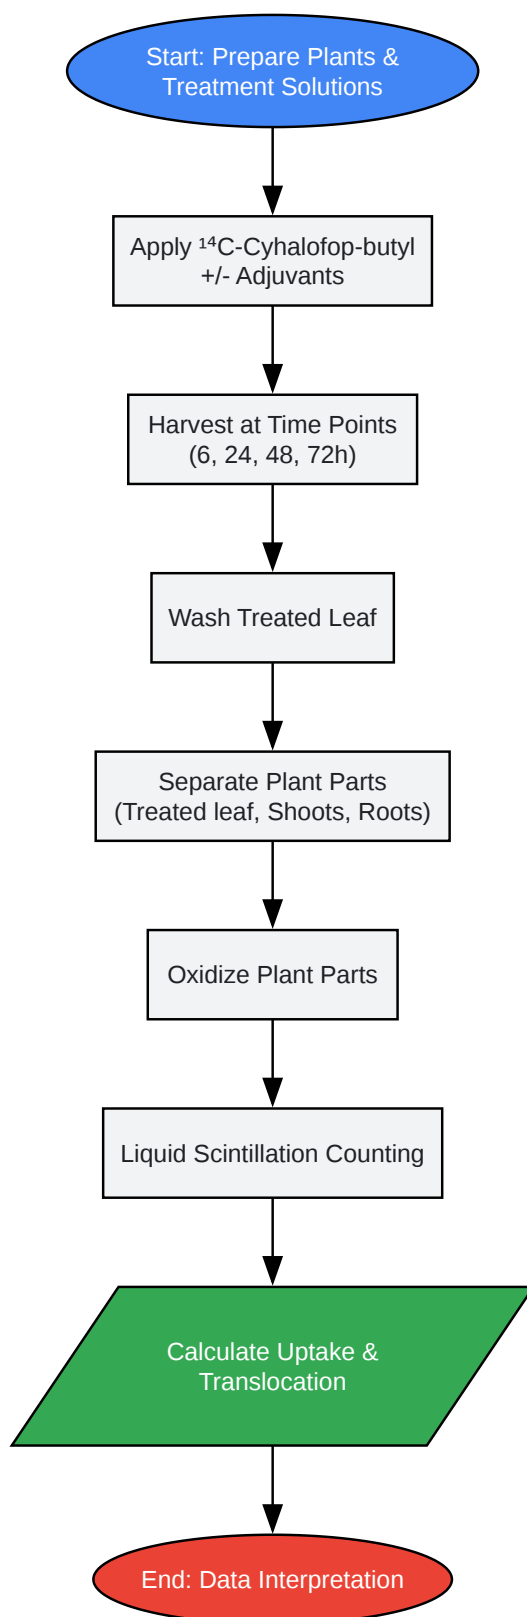 Start: Prepare Plants &
Treatment Solutions
Apply ¹⁴C-Cyhalofop-butyl
+/- Adjuvants
Harvest at Time Points
(6, 24, 48, 72h)
Wash Treated Leaf
Separate Plant Parts
(Treated leaf, Shoots, Roots)
Oxidize Plant Parts
Liquid Scintillation Counting
Calculate Uptake &
Translocation
End: Data Interpretation